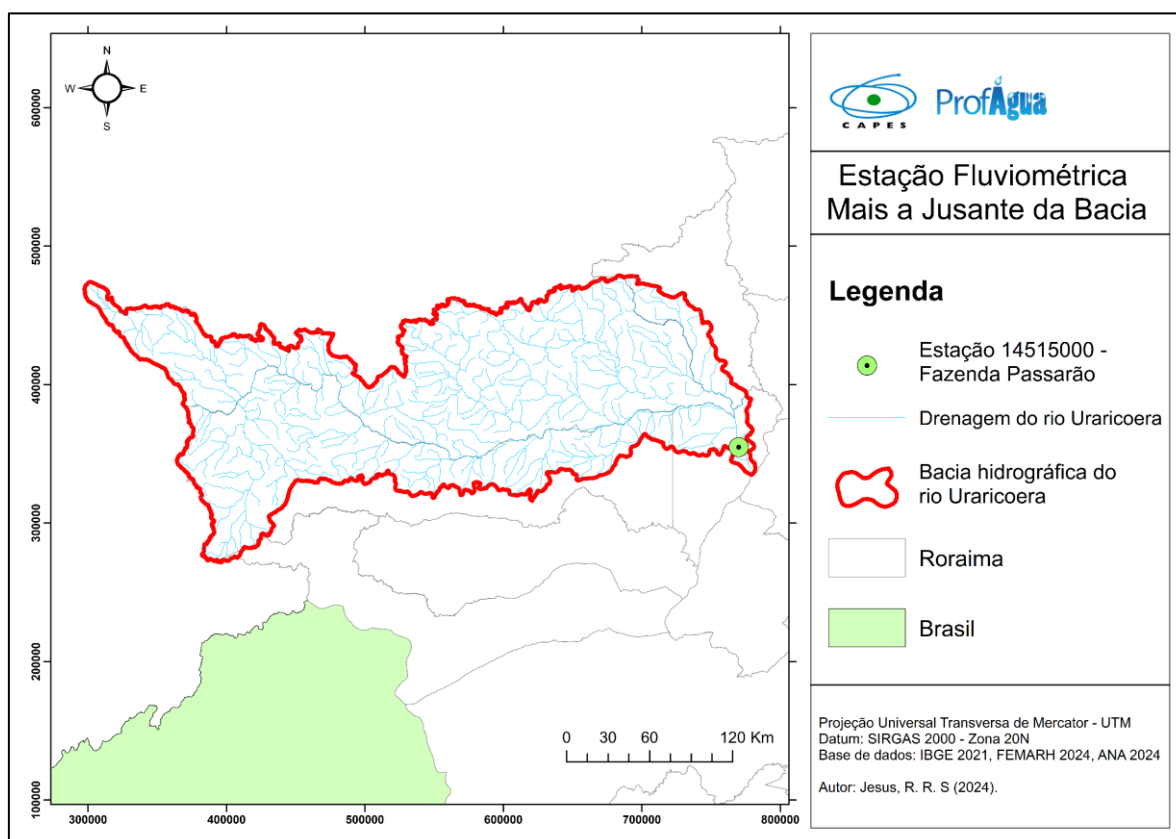 N
W
E
S
600000
500000
400000
300000
200000
100000
300000
400000
500000
600000
700000
800000
0
30
60
120 Km
CAPES
ProfÁgua
Estação Fluviométrica
Mais a Jusante da Bacia
Legenda
Estação 14515000 -
Fazenda Passarão
Drenagem do rio Uraricoera
Bacia hidrográfica do
rio Uraricoera
Roraima
Brasil
Projeção Universal Transversa de Mercator - UTM
Datum: SIRGAS 2000 - Zona 20N
Base de dados: IBGE 2021, FEMARH 2024, ANA 2024
Autor: Jesus, R. R. S (2024).